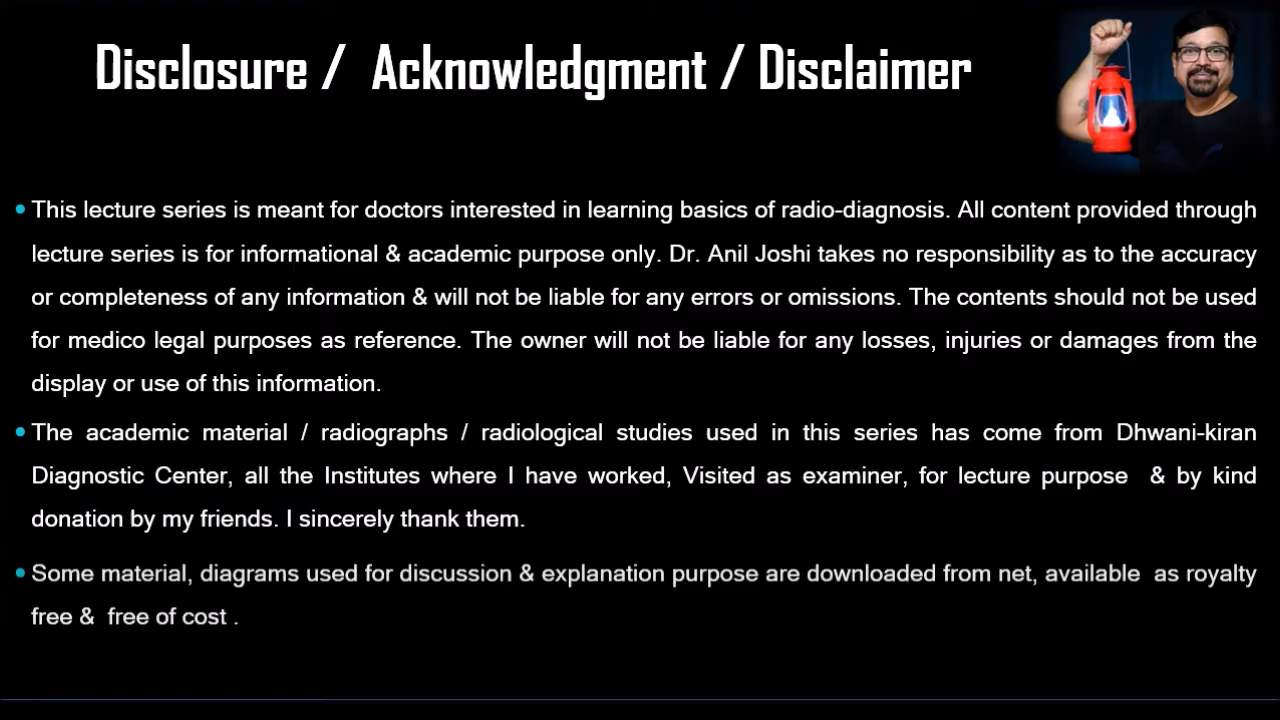 Disclosure / Acknowledgment / Disclaimer
This lecture series is meant for doctors interested in learning basics of radio-diagnosis. All content provided through
lecture series is for informational & academic purpose only. Dr. Anil Joshi takes no responsibility as to the accuracy
or completeness of any information & will not be liable for any errors or omissions. The contents should not be used
for medico legal purposes as reference. The owner will not be liable for any losses, injuries or damages from the
display or use of this information.
The academic material / radiographs / radiological studies used in this series has come from Dhwani-kiran
Diagnostic Center, all the Institutes where I have worked, Visited as examiner, for lecture purpose & by kind
donation by my friends. I sincerely thank them.
Some material, diagrams used for discussion & explanation purpose are downloaded from net, available as royalty
free & free of cost .